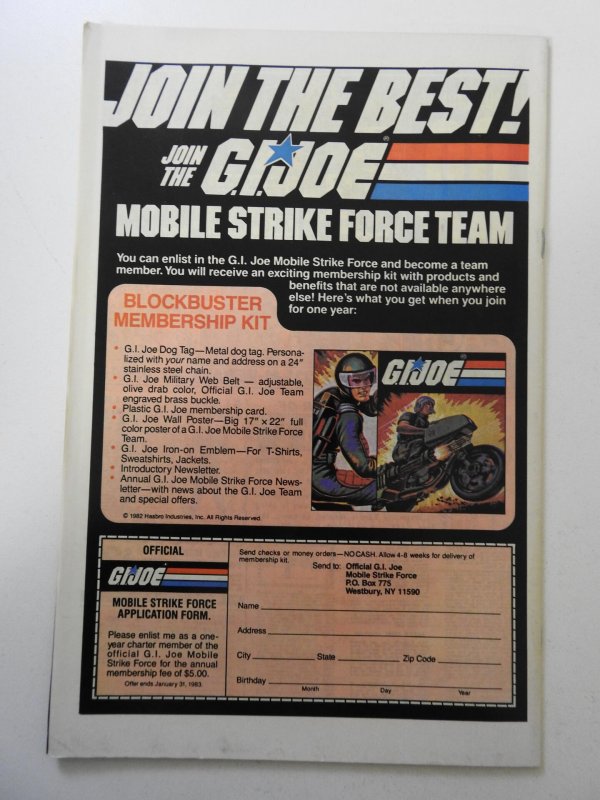 JOIN THE BEST!
JOIN THE G.I. JOE®
MOBILE STRIKE FORCE TEAM
You can enlist in the G.I. Joe Mobile Strike Force and become a team
member. You will receive an exciting membership kit with products and
benefits that are not available anywhere
else! Here's what you get when you join
for one year:
BLOCKBUSTER
MEMBERSHIP KIT
• G.I. Joe Dog Tag—Metal dog tag. Persona-
lized with your name and address on a 24"
stainless steel chain.
• G.I. Joe Military Web Belt — adjustable,
olive drab color, Official G.I. Joe Team
engraved brass buckle.
• Plastic G.I. Joe membership card.
• G.I. Joe Wall Poster—Big 17" x 22" full
color poster of a G.I. Joe Mobile Strike Force
Team.
• G.I. Joe Iron-on Emblem—For T-Shirts,
Sweatshirts, Jackets.
• Introductory Newsletter.
• Annual G.I. Joe Mobile Strike Force News-
letter—with news about the G.I. Joe Team
and special offers.
© 1982 Hasbro Industries, Inc. All Rights Reserved.
G.I. JOE®
OFFICIAL
G.I. JOE
MOBILE STRIKE FORCE
APPLICATION FORM.
Please enlist me as a one-
year charter member of the
official G.I. Joe Mobile
Strike Force for the annual
membership fee of $5.00.
Offer ends January 31, 1983.
Send checks or money orders—NO CASH. Allow 4-8 weeks for delivery of
membership kit.
Send to: Official G.I. Joe
Mobile Strike Force
P.O. Box 775
Westbury, NY 11590
Name
Address
City State Zip Code
Birthday
Month Day Year